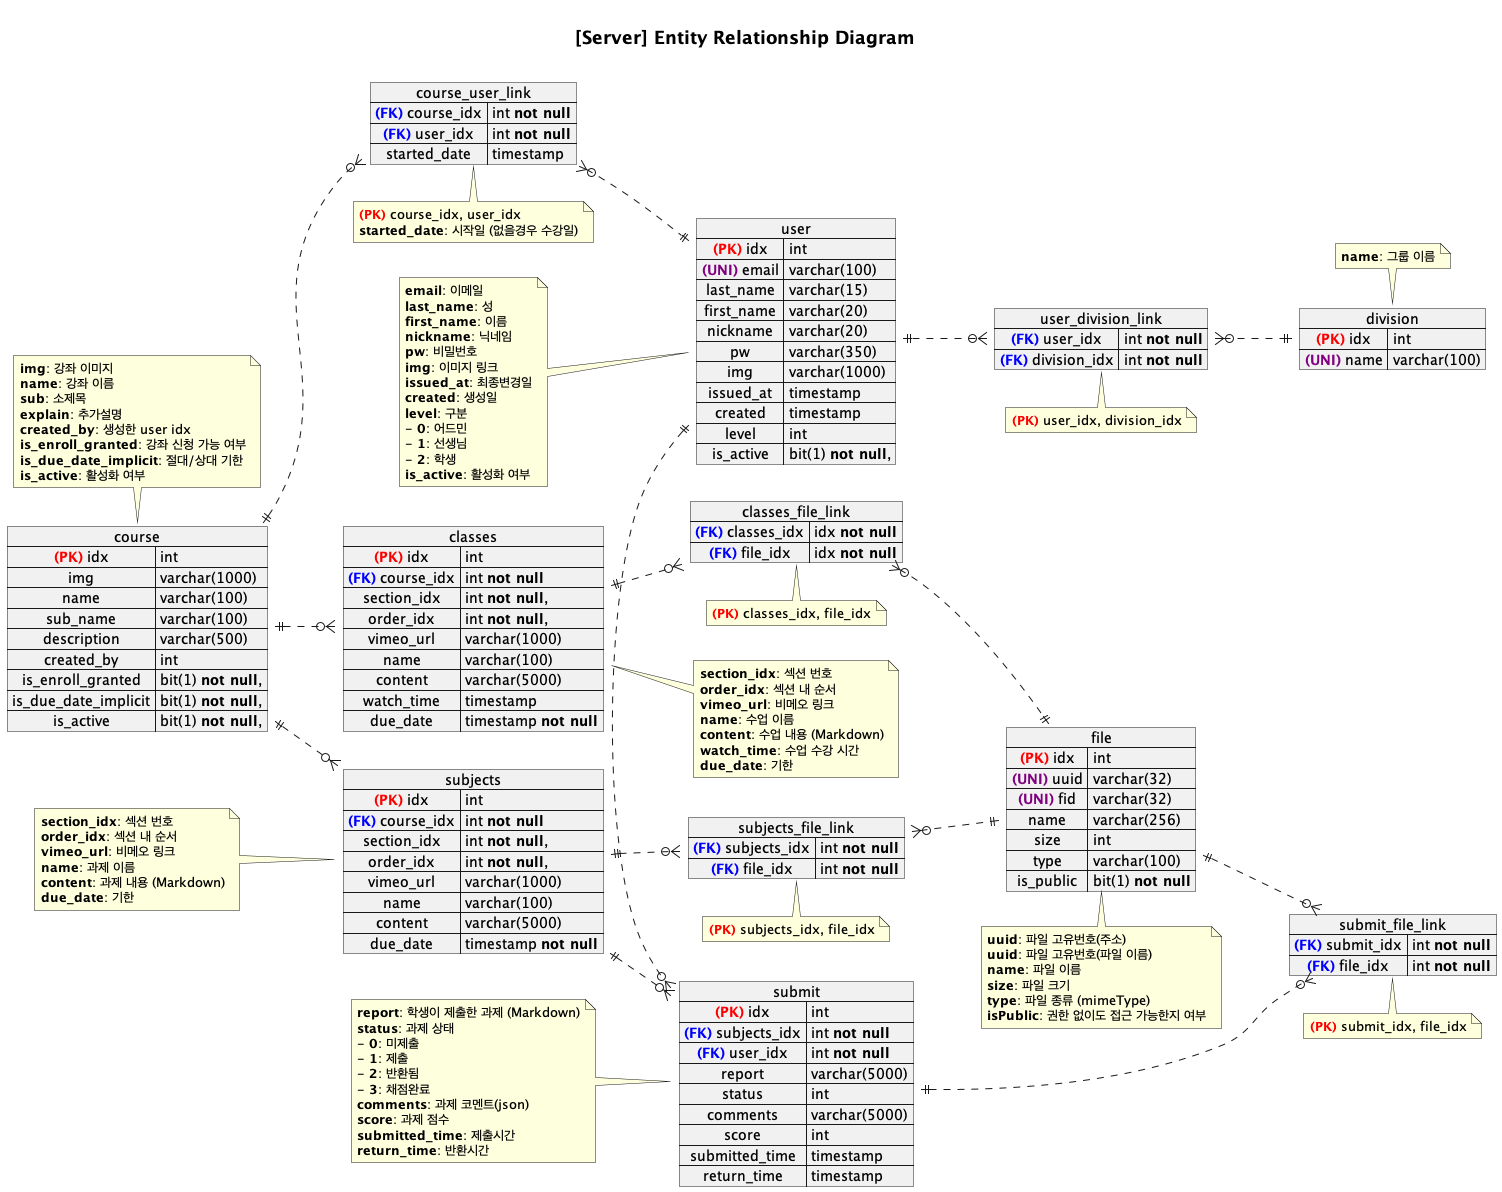 [Server] Entity Relationship Diagram
course_user_link
(FK) course_idx int not null
(FK) user_idx int not null
started_date timestamp
(PK) course_idx, user_idx
started_date: 시작일 (없을경우 수강일)
user
(PK) idx int
(UNI) email varchar(100)
last_name varchar(15)
first_name varchar(20)
nickname varchar(20)
pw varchar(350)
img varchar(1000)
issued_at timestamp
created timestamp
level int
is_active bit(1) not null,
email: 이메일
last_name: 성
first_name: 이름
nickname: 닉네임
pw: 비밀번호
img: 이미지 링크
issued_at: 최종변경일
created: 생성일
level: 구분
- 0: 어드민
- 1: 선생님
- 2: 학생
is_active: 활성화 여부
user_division_link
(FK) user_idx int not null
(FK) division_idx int not null
(PK) user_idx, division_idx
name: 그룹 이름
division
(PK) idx int
(UNI) name varchar(100)
img: 강좌 이미지
name: 강좌 이름
sub: 소제목
explain: 추가설명
created_by: 생성한 user idx
is_enroll_granted: 강좌 신청 가능 여부
is_due_date_implicit: 절대/상대 기한
is_active: 활성화 여부
course
(PK) idx int
img varchar(1000)
name varchar(100)
sub_name varchar(100)
description varchar(500)
created_by int
is_enroll_granted bit(1) not null,
is_due_date_implicit bit(1) not null,
is_active bit(1) not null,
classes
(PK) idx int
(FK) course_idx int not null
section_idx int not null,
order_idx int not null,
vimeo_url varchar(1000)
name varchar(100)
content varchar(5000)
watch_time timestamp
due_date timestamp not null
classes_file_link
(FK) classes_idx idx not null
(FK) file_idx idx not null
(PK) classes_idx, file_idx
section_idx: 섹션 번호
order_idx: 섹션 내 순서
vimeo_url: 비메오 링크
name: 수업 이름
content: 수업 내용 (Markdown)
watch_time: 수업 수강 시간
due_date: 기한
file
(PK) idx int
(UNI) uuid varchar(32)
(UNI) fid varchar(32)
name varchar(256)
size int
type varchar(100)
is_public bit(1) not null
uuid: 파일 고유번호(주소)
uuid: 파일 고유번호(파일 이름)
name: 파일 이름
size: 파일 크기
type: 파일 종류 (mimeType)
isPublic: 권한 없이도 접근 가능한지 여부
section_idx: 섹션 번호
order_idx: 섹션 내 순서
vimeo_url: 비메오 링크
name: 과제 이름
content: 과제 내용 (Markdown)
due_date: 기한
subjects
(PK) idx int
(FK) course_idx int not null
section_idx int not null,
order_idx int not null,
vimeo_url varchar(1000)
name varchar(100)
content varchar(5000)
due_date timestamp not null
subjects_file_link
(FK) subjects_idx int not null
(FK) file_idx int not null
(PK) subjects_idx, file_idx
submit_file_link
(FK) submit_idx int not null
(FK) file_idx int not null
(PK) submit_idx, file_idx
report: 학생이 제출한 과제 (Markdown)
status: 과제 상태
- 0: 미제출
- 1: 제출
- 2: 반환됨
- 3: 채점완료
comments: 과제 코멘트(json)
score: 과제 점수
submitted_time: 제출시간
return_time: 반환시간
submit
(PK) idx int
(FK) subjects_idx int not null
(FK) user_idx int not null
report varchar(5000)
status int
comments varchar(5000)
score int
submitted_time timestamp
return_time timestamp